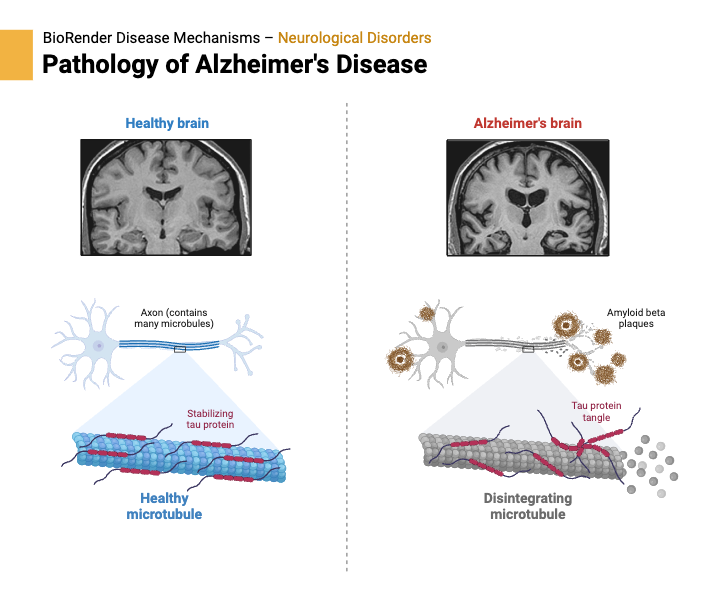 BioRender Disease Mechanisms – Neurological Disorders
Pathology of Alzheimer's Disease
Healthy brain
Axon (contains
many microbules)
Stabilizing
tau protein
Healthy
microtubule
Alzheimer's brain
Amyloid beta
plaques
Tau protein
tangle
Disintegrating
microtubule